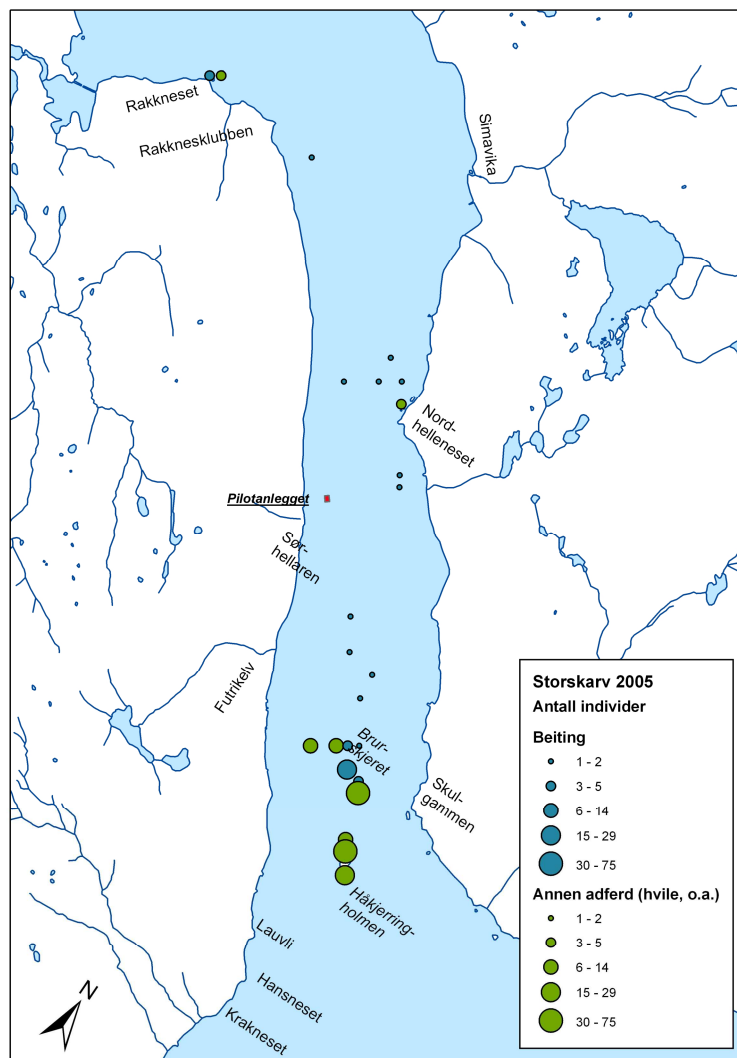 Rakkneset
Rakknesklubben
Simavika
Nord-
helleneset
Pilotanlegget
Sør-
hellaren
Futrikelv
Brur-
skjeret
Skul-
gammen
Håkjerring-
holmen
Lauvli
Hansneset
Krakneset
N
Storskarv 2005
Antall individer
Beiting
1 - 2
3 - 5
6 - 14
15 - 29
30 - 75
Annen adferd (hvile, o.a.)
1 - 2
3 - 5
6 - 14
15 - 29
30 - 75